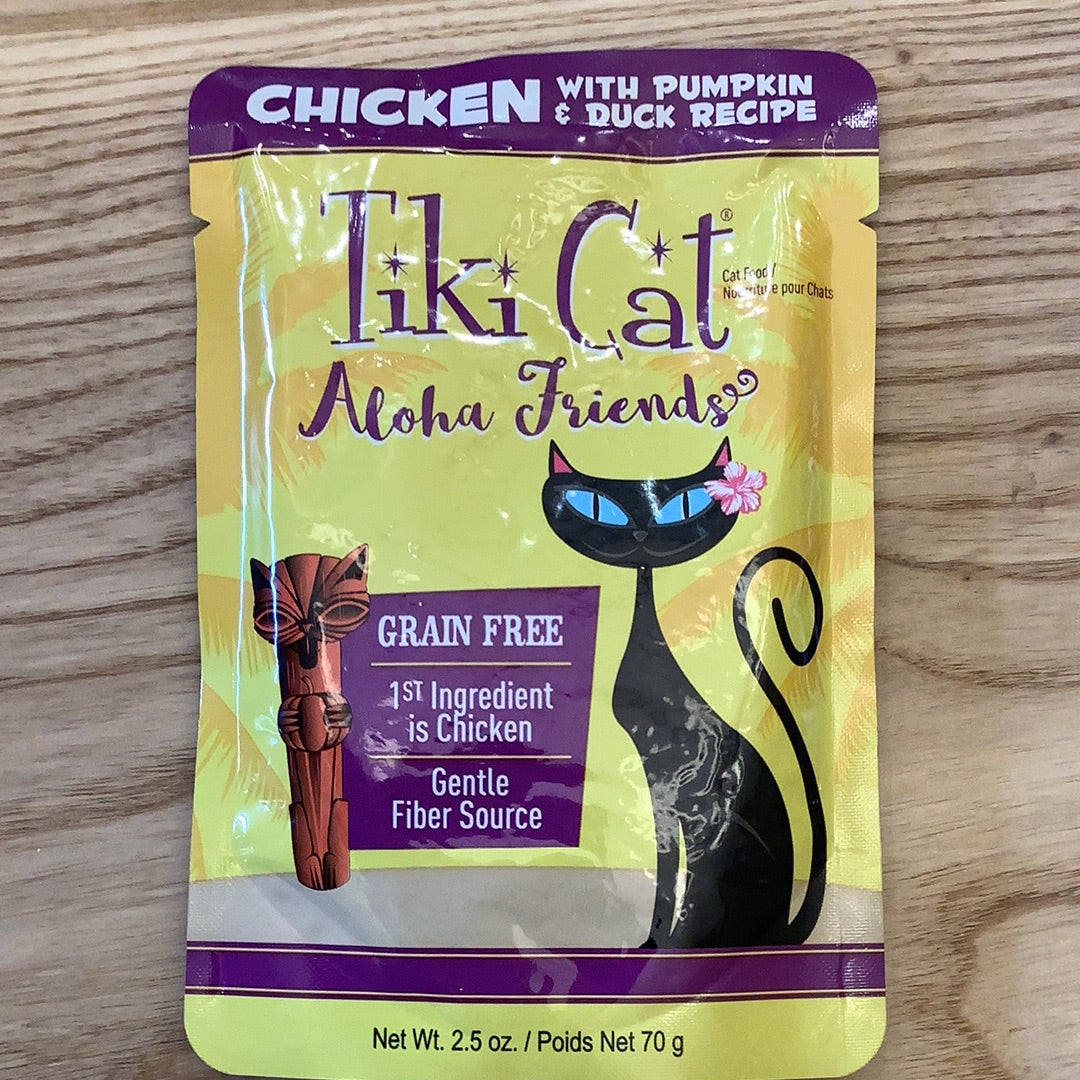 CHICKEN WITH PUMPKIN
& DUCK RECIPE
Tiki Cat®
Cat Food /
Nourriture pour Chats
Aloha Friends
GRAIN FREE
1ST Ingredient
is Chicken
Gentle
Fiber Source
Net Wt. 2.5 oz. / Poids Net 70 g